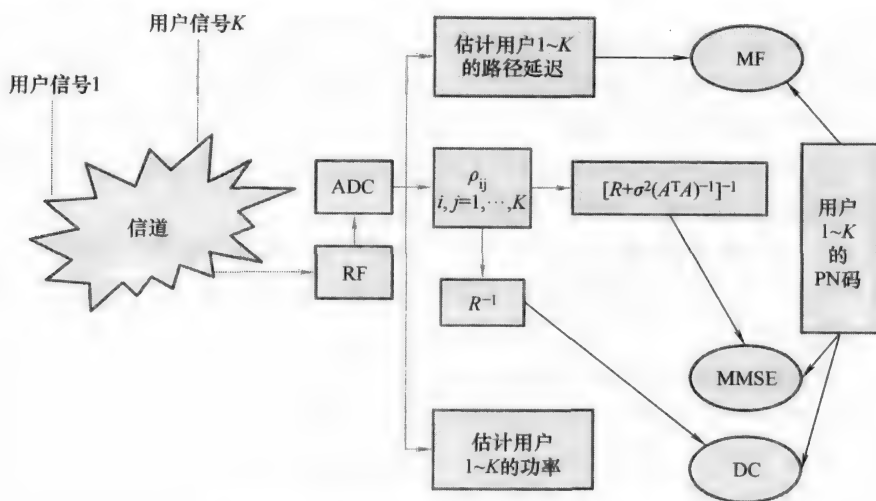 用户信号K
用户信号1
信道
ADC
RF
估计用户1~K
的路径延迟
MF
ρij
i, j=1,⋯,K
[R+σ²(AᵀA)⁻¹]⁻¹
R⁻¹
用户
1~K
的
PN码
MMSE
估计用户
1~K的功率
DC